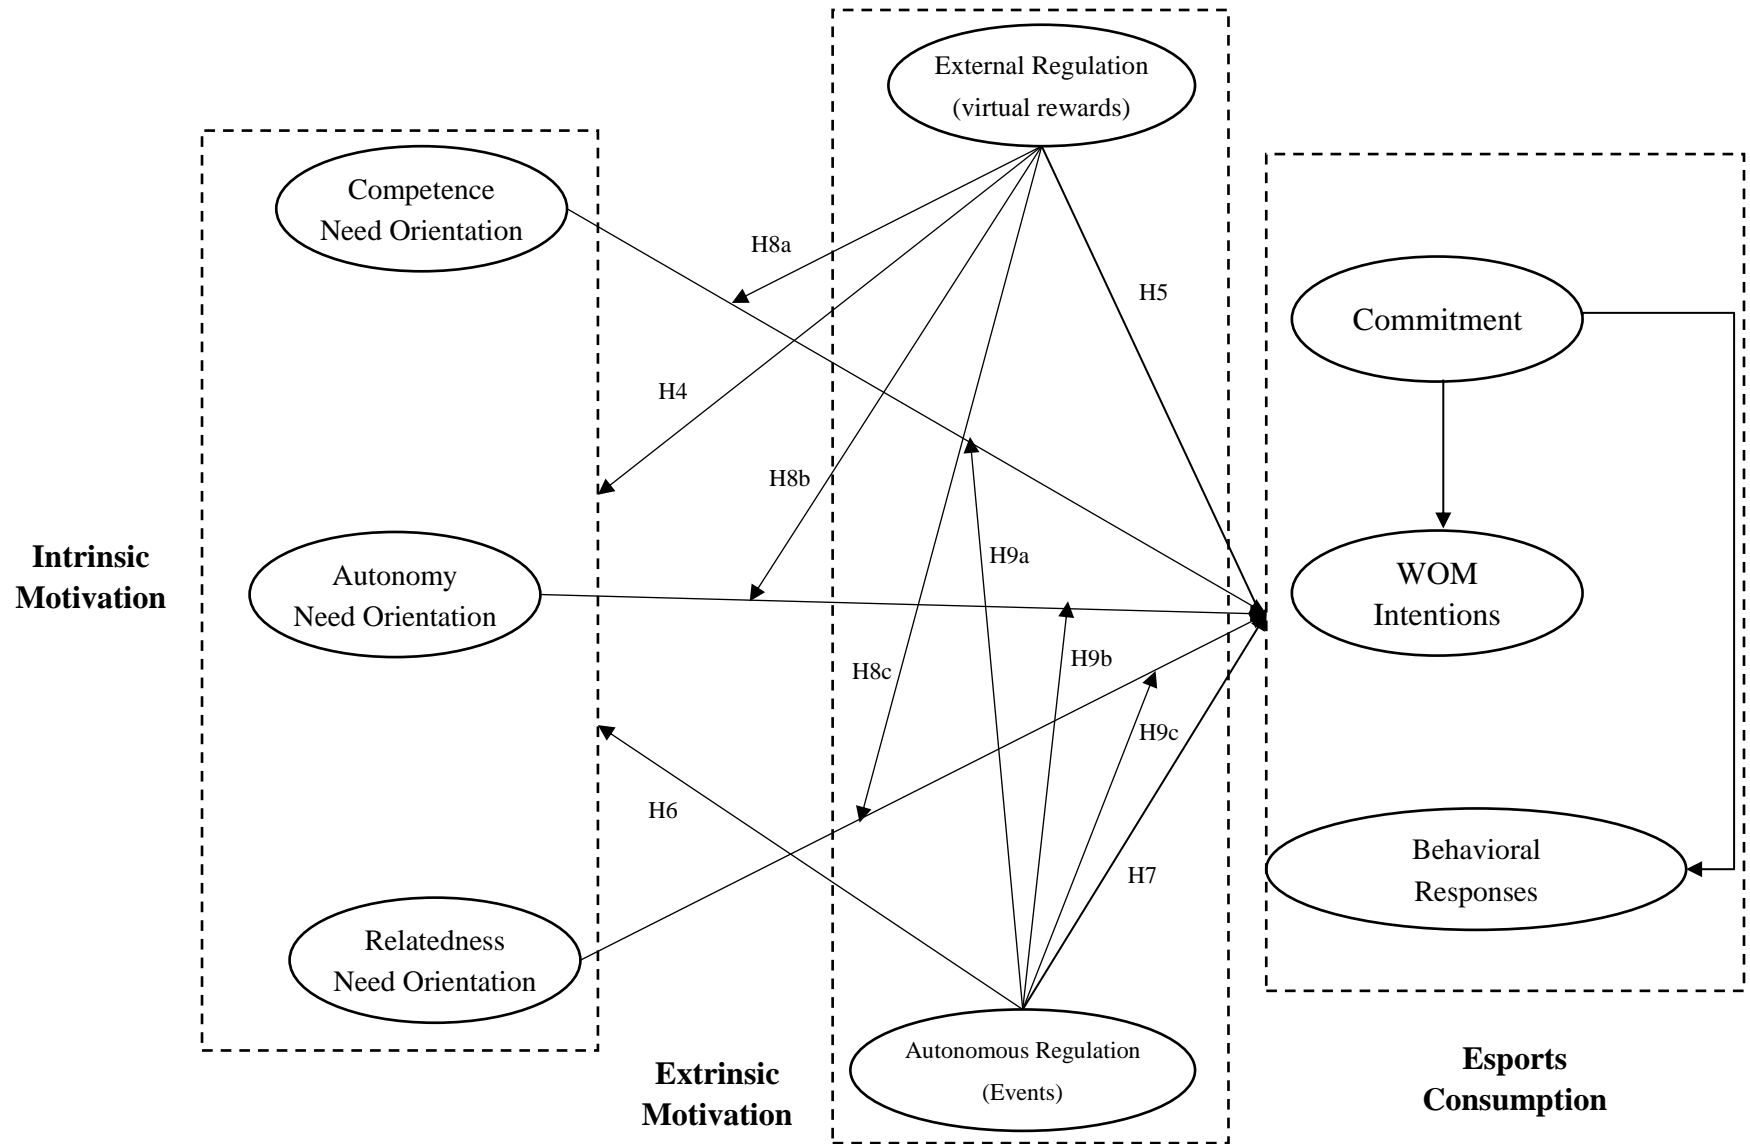 External Regulation
(virtual rewards)
Competence
Need Orientation
H8a
H5
Commitment
H4
H8b
H9a
Intrinsic
Motivation
Autonomy
Need Orientation
WOM
Intentions
H8c
H9b
H9c
H6
H7
Behavioral
Responses
Relatedness
Need Orientation
Autonomous Regulation
(Events)
Extrinsic
Motivation
Esports
Consumption